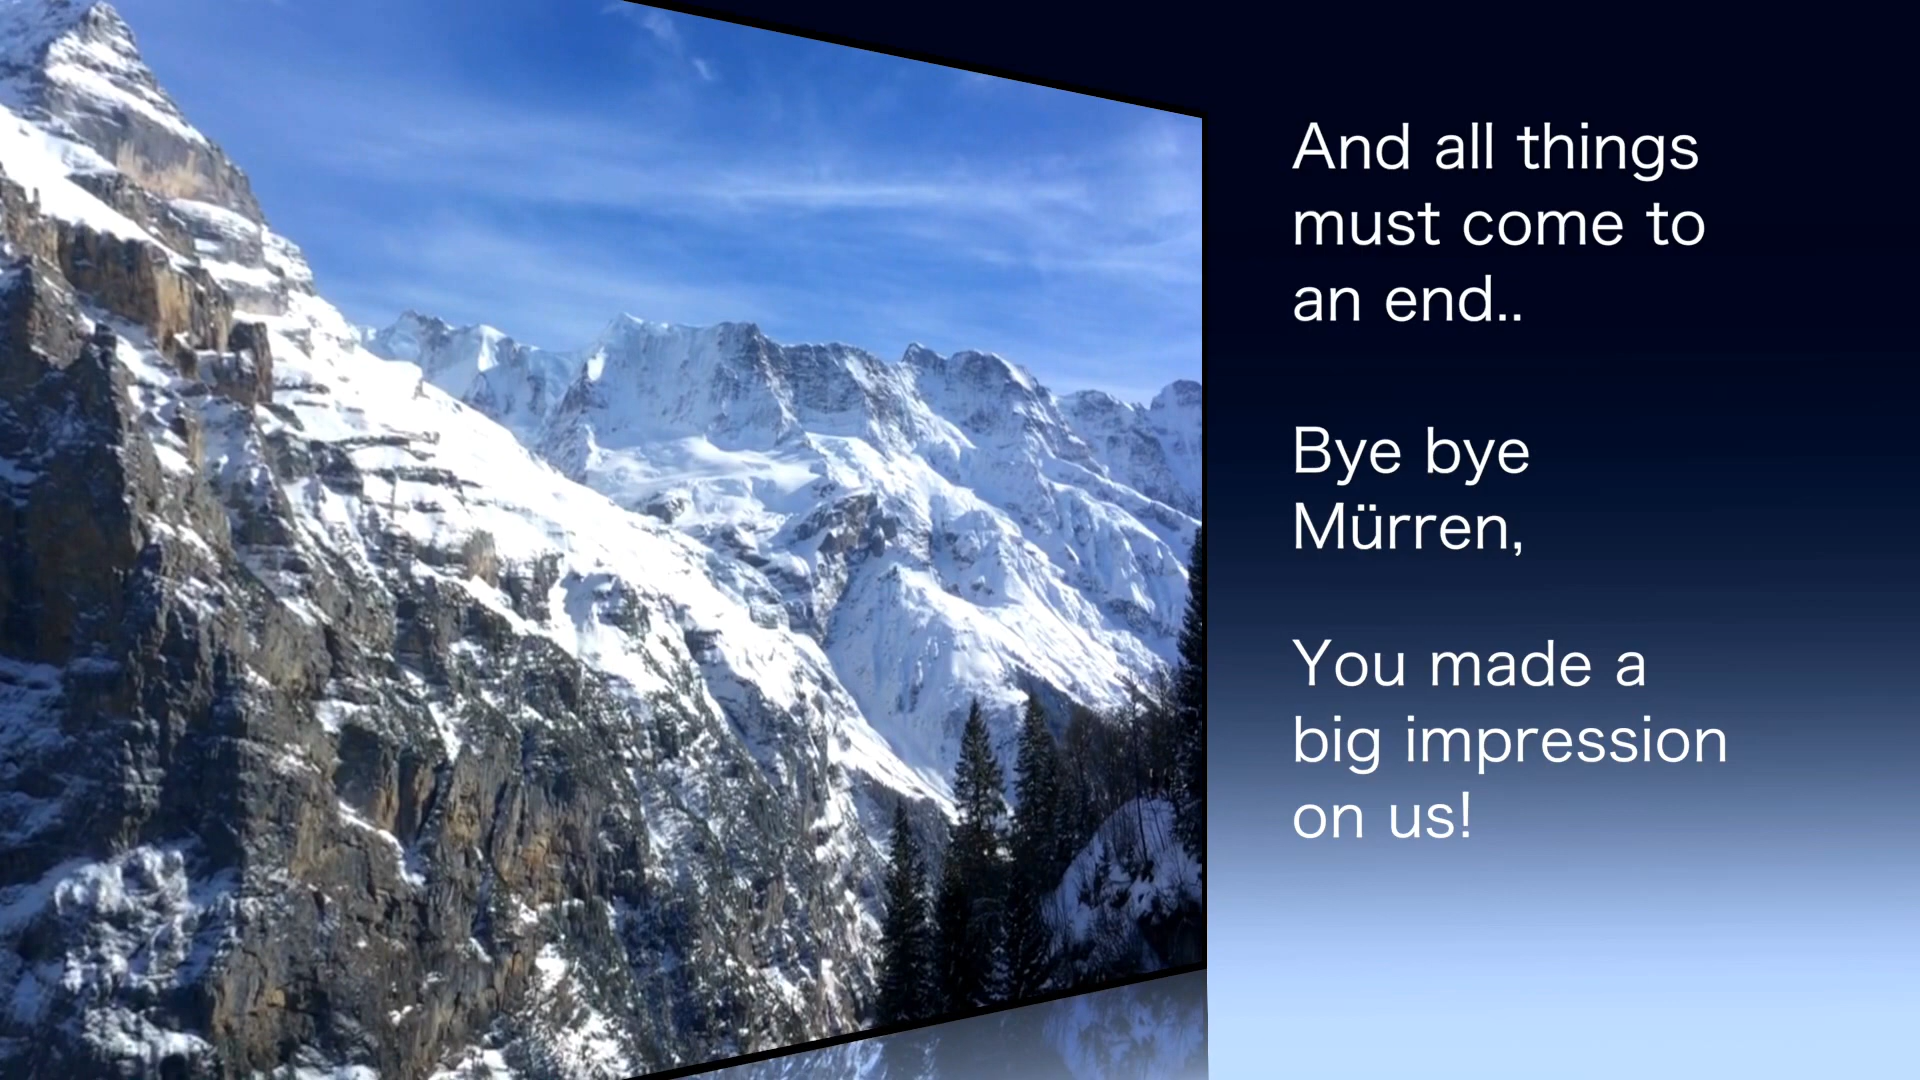 And all things
must come to
an end..
Bye bye
Mürren,
You made a
big impression
on us!